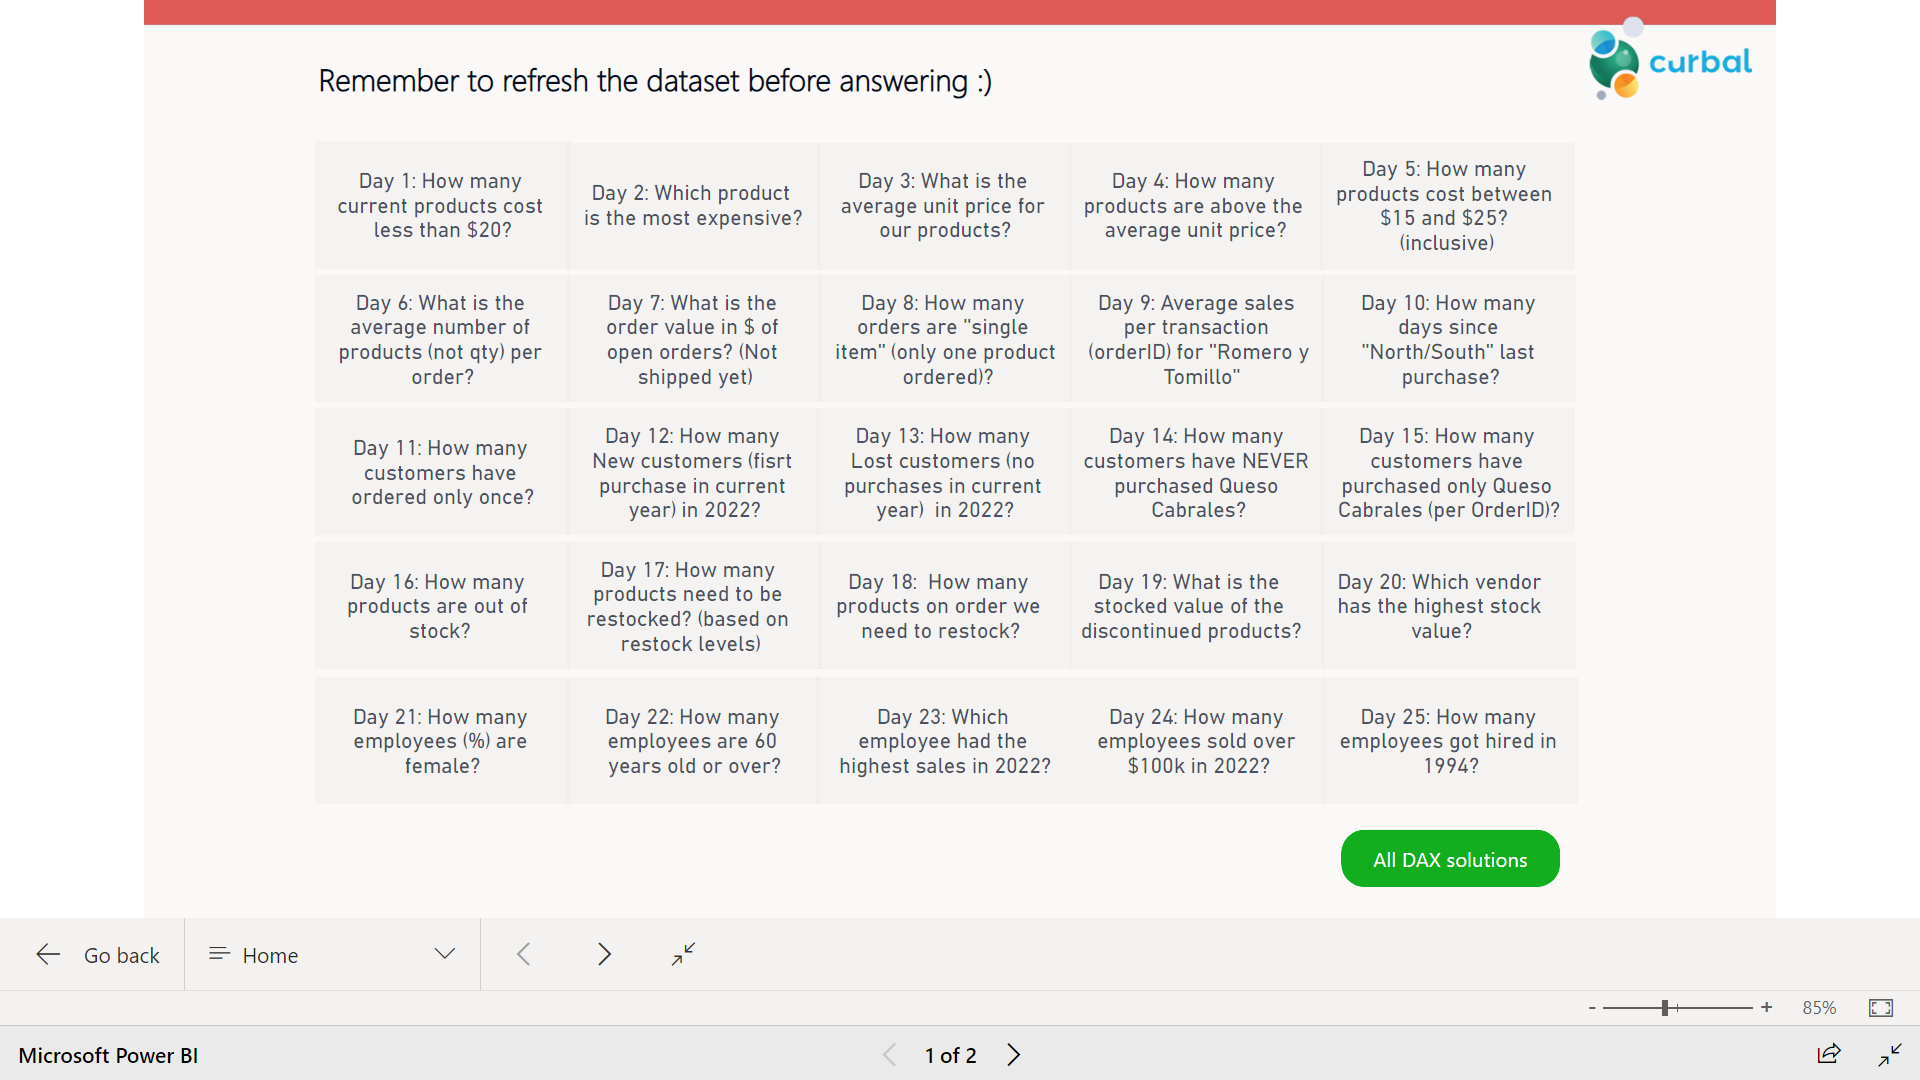 curbal
Remember to refresh the dataset before answering :)
Day 1: How many
current products cost
less than $20?
Day 2: Which product
is the most expensive?
Day 3: What is the
average unit price for
our products?
Day 4: How many
products are above the
average unit price?
Day 5: How many
products cost between
$15 and $25?
(inclusive)
Day 6: What is the
average number of
products (not qty) per
order?
Day 7: What is the
order value in $ of
open orders? (Not
shipped yet)
Day 8: How many
orders are "single
item" (only one product
ordered)?
Day 9: Average sales
per transaction
(orderID) for "Romero y
Tomillo"
Day 10: How many
days since
"North/South" last
purchase?
Day 11: How many
customers have
ordered only once?
Day 12: How many
New customers (fisrt
purchase in current
year) in 2022?
Day 13: How many
Lost customers (no
purchases in current
year)  in 2022?
Day 14: How many
customers have NEVER
purchased Queso
Cabrales?
Day 15: How many
customers have
purchased only Queso
Cabrales (per OrderID)?
Day 16: How many
products are out of
stock?
Day 17: How many
products need to be
restocked? (based on
restock levels)
Day 18:  How many
products on order we
need to restock?
Day 19: What is the
stocked value of the
discontinued products?
Day 20: Which vendor
has the highest stock
value?
Day 21: How many
employees (%) are
female?
Day 22: How many
employees are 60
years old or over?
Day 23: Which
employee had the
highest sales in 2022?
Day 24: How many
employees sold over
$100k in 2022?
Day 25: How many
employees got hired in
1994?
All DAX solutions
Go back
Home
- + 85%
Microsoft Power BI
1 of 2